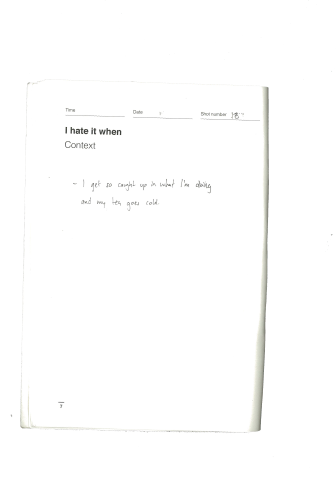 Time Date Shot number 18
I hate it when
Context
- I get so caught up in what I'm doing
and my tea goes cold
7